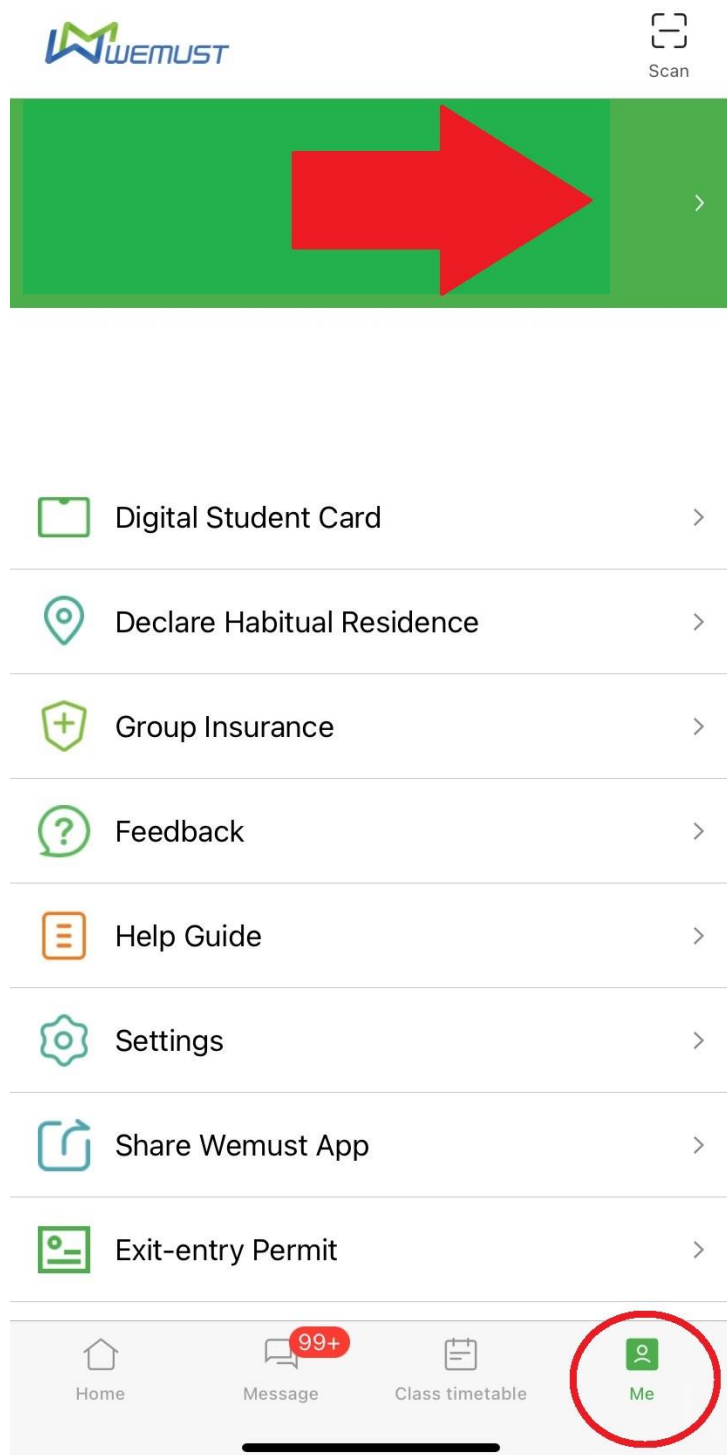 WEMUST
Scan
Digital Student Card
Declare Habitual Residence
Group Insurance
Feedback
Help Guide
Settings
Share Wemust App
Exit-entry Permit
99+
Home
Message
Class timetable
Me